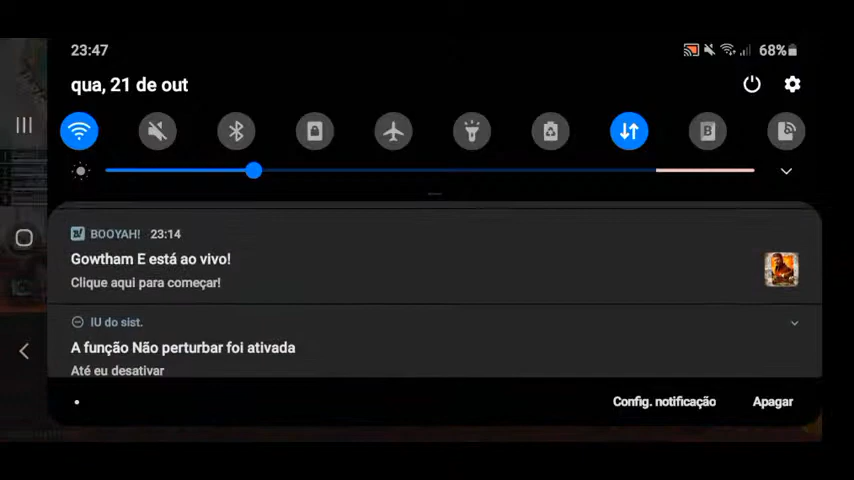 23:47
68%
qua, 21 de out
BOOYAH! 23:14
Gowtham E está ao vivo!
Clique aqui para começar!
IU do sist.
A função Não perturbar foi ativada
Até eu desativar
Config. notificação
Apagar